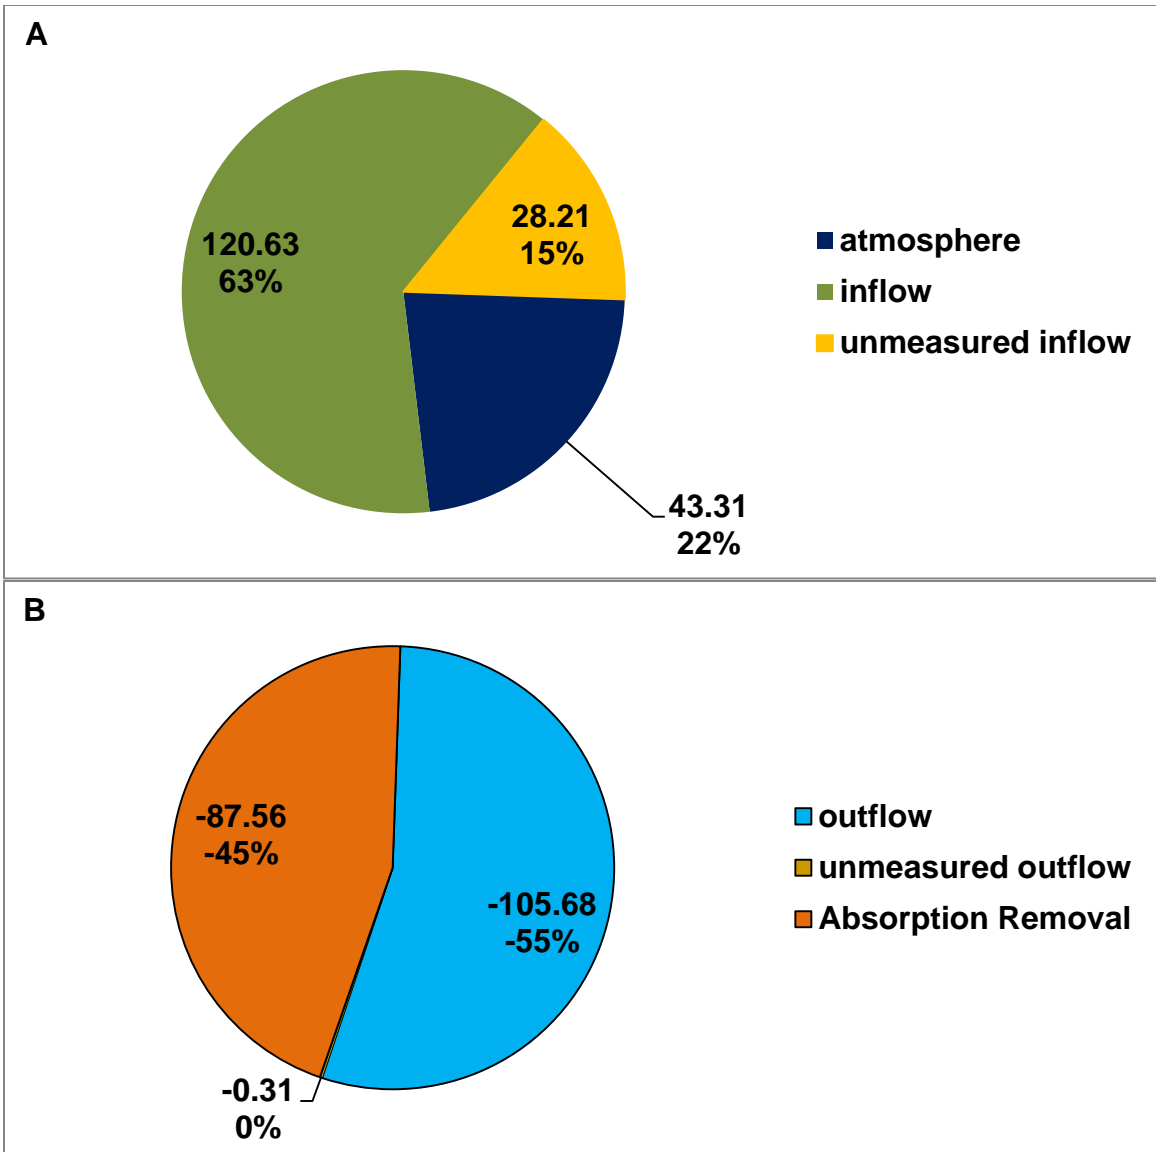 A
120.63
63%
28.21
15%
43.31
22%
atmosphere
inflow
unmeasured inflow
B
-87.56
-45%
-105.68
-55%
-0.31
0%
outflow
unmeasured outflow
Absorption Removal